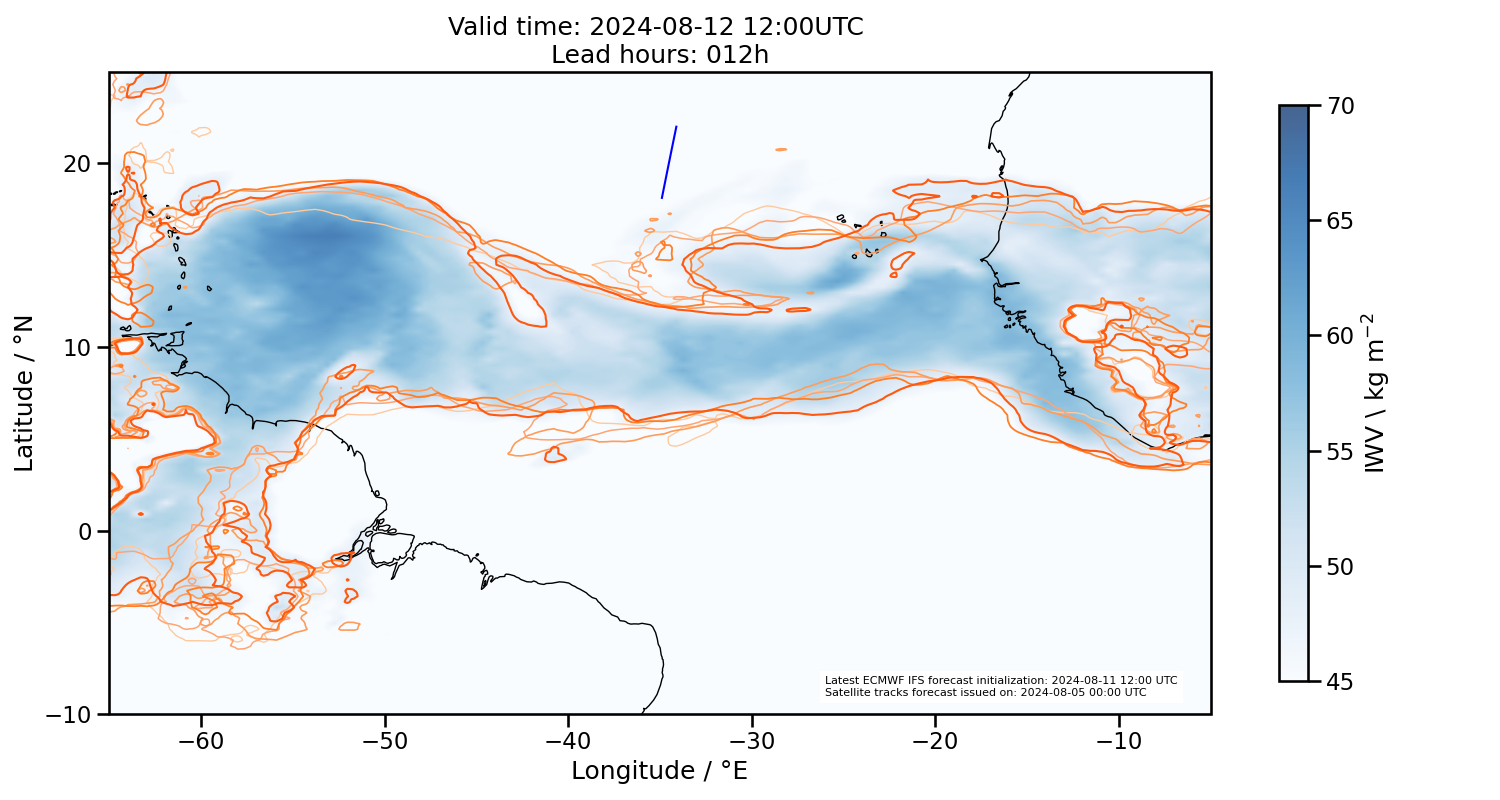 Valid time: 2024-08-12 12:00UTC
Lead hours: 012h
Latitude / °N
20
10
0
−10
−60
−50
−40
−30
−20
−10
Longitude / °E
Latest ECMWF IFS forecast initialization: 2024-08-11 12:00 UTC
Satellite tracks forecast issued on: 2024-08-05 00:00 UTC
70
65
60
55
50
45
IWV \ kg m⁻²